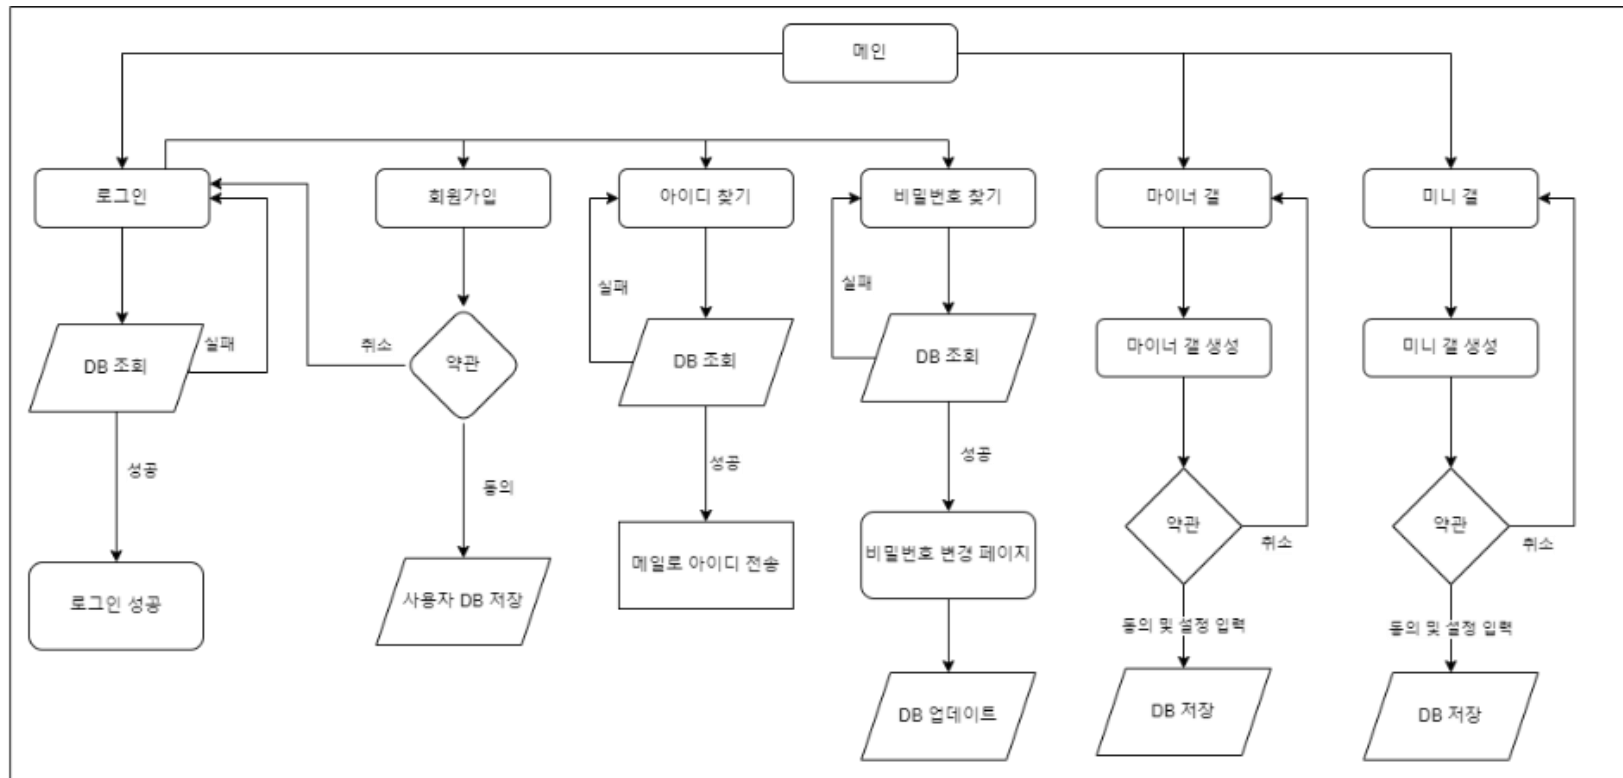 메인
로그인
회원가입
아이디 찾기
비밀번호 찾기
마이너 갤
미니 갤
실패
실패
실패
취소
DB 조회
약관
DB 조회
DB 조회
마이너 갤 생성
미니 갤 생성
성공
성공
성공
동의
약관
약관
취소
취소
로그인 성공
사용자 DB 저장
메일로 아이디 전송
비밀번호 변경 페이지
동의 및 설정 입력
동의 및 설정 입력
DB 업데이트
DB 저장
DB 저장